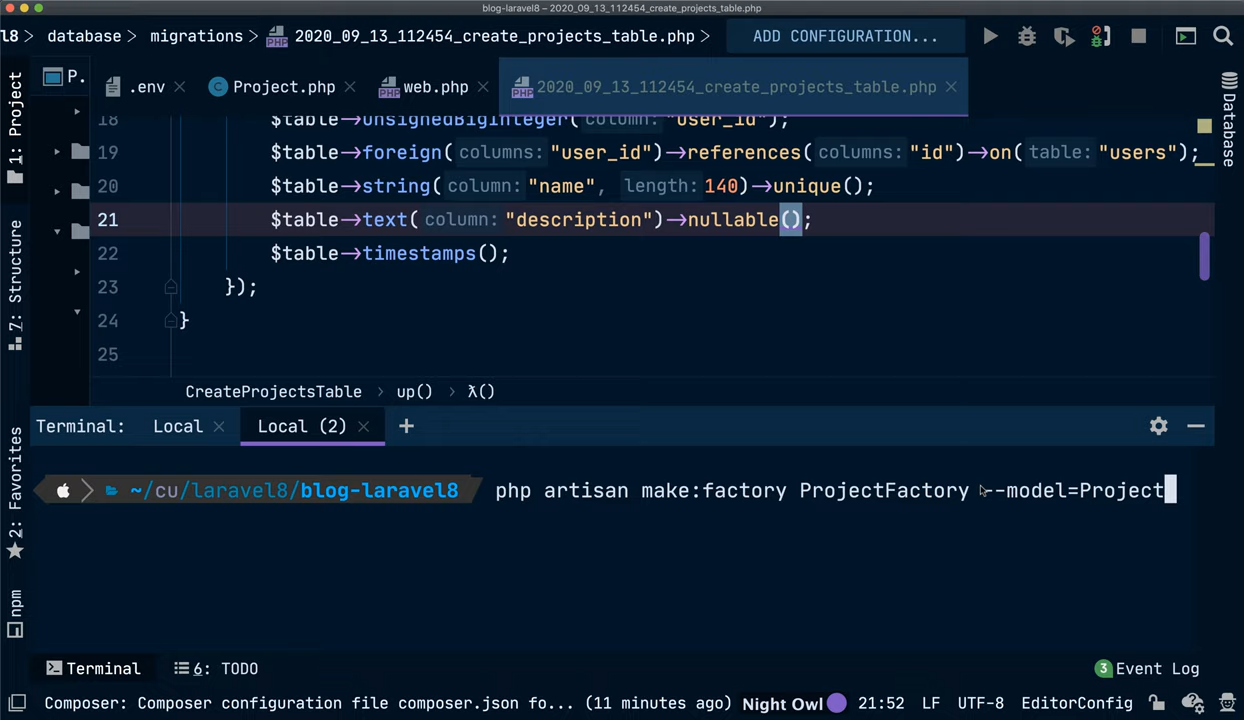 blog-laravel8 – 2020_09_13_112454_create_projects_table.php
l8 > database > migrations > 2020_09_13_112454_create_projects_table.php >
ADD CONFIGURATION...
1: Project
P.
.env
Project.php
web.php
2020_09_13_112454_create_projects_table.php
Database
18 $table->unsignedBigInteger( column: "user_id");
19 $table->foreign( columns: "user_id")->references( columns: "id")->on( table: "users");
20 $table->string( column: "name", length: 140)->unique();
21 $table->text( column: "description")->nullable();
22 $table->timestamps();
23 });
24 }
25
7: Structure
CreateProjectsTable > up() > λ()
Terminal: Local × Local (2) × +
~/cu/laravel8/blog-laravel8 php artisan make:factory ProjectFactory --model=Project
2: Favorites
npm
Terminal
6: TODO
3 Event Log
Composer: Composer configuration file composer.json fo... (11 minutes ago) Night Owl 21:52 LF UTF-8 EditorConfig